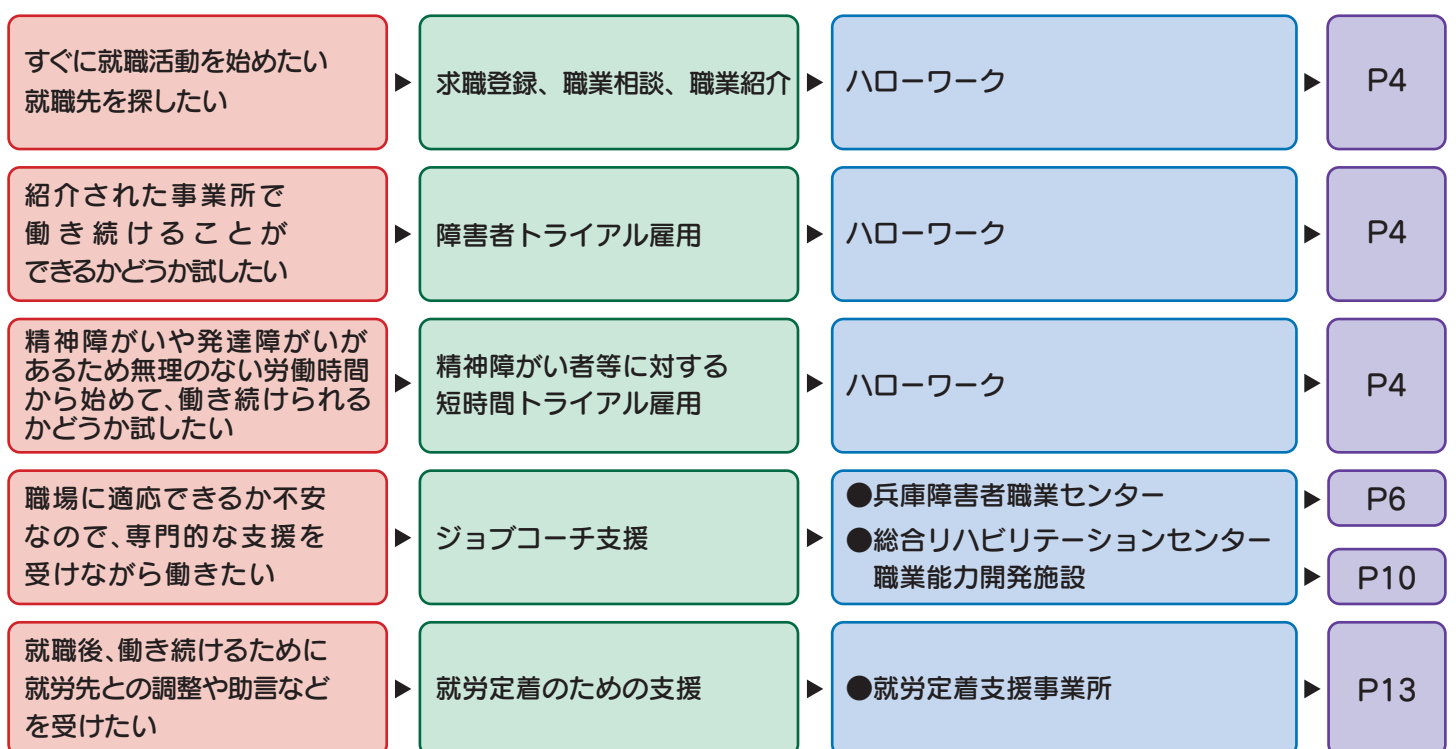 すぐに就職活動を始めたい
就職先を探したい
求職登録、職業相談、職業紹介
ハローワーク
P4
紹介された事業所で
働き続けることが
できるかどうか試したい
障害者トライアル雇用
ハローワーク
P4
精神障がいや発達障がいが
あるため無理のない労働時間
から始めて、働き続けられる
かどうか試したい
精神障がい者等に対する
短時間トライアル雇用
ハローワーク
P4
職場に適応できるか不安
なので、専門的な支援を
受けながら働きたい
ジョブコーチ支援
●兵庫障害者職業センター
P6
●総合リハビリテーションセンター
職業能力開発施設
P10
就職後、働き続けるために
就労先との調整や助言など
を受けたい
就労定着のための支援
●就労定着支援事業所
P13